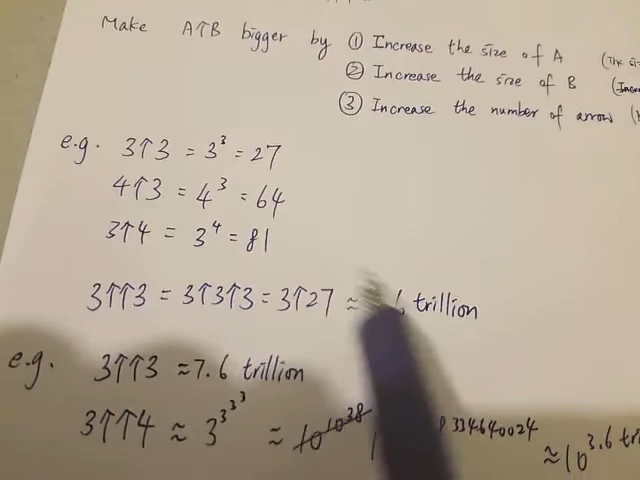 Make A↑B bigger by ① Increase the size of A
② Increase the size of B
③ Increase the number of arrow
e.g. 3↑3 = 3³ = 27
4↑3 = 4³ = 64
3↑4 = 3⁴ = 81
3↑↑3 = 3↑3↑3 = 3↑27 ≈ trillion
e.g. 3↑↑3 ≈ 7.6 trillion
3↑↑4 ≈ 3^3^3^3 ≈ 10^10^38 334640024 ≈ 10^3.6